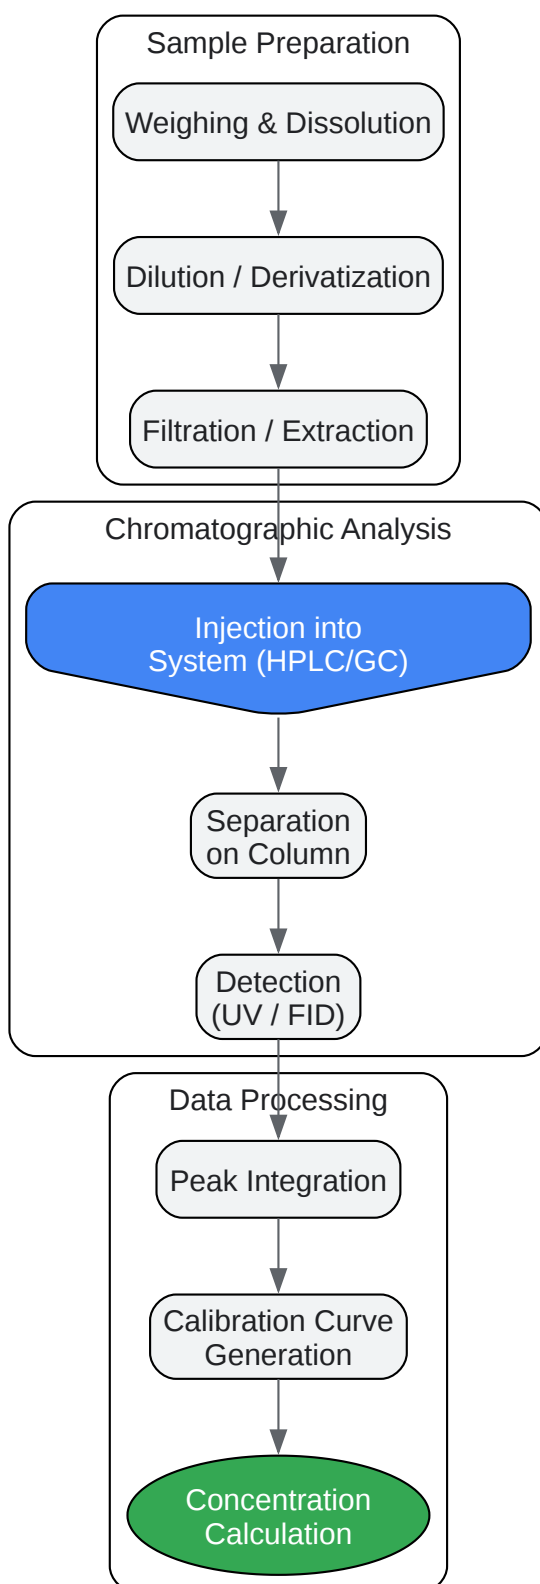 Sample Preparation
Weighing & Dissolution
Dilution / Derivatization
Filtration / Extraction
Chromatographic Analysis
Injection into
System (HPLC/GC)
Separation
on Column
Detection
(UV / FID)
Data Processing
Peak Integration
Calibration Curve
Generation
Concentration
Calculation